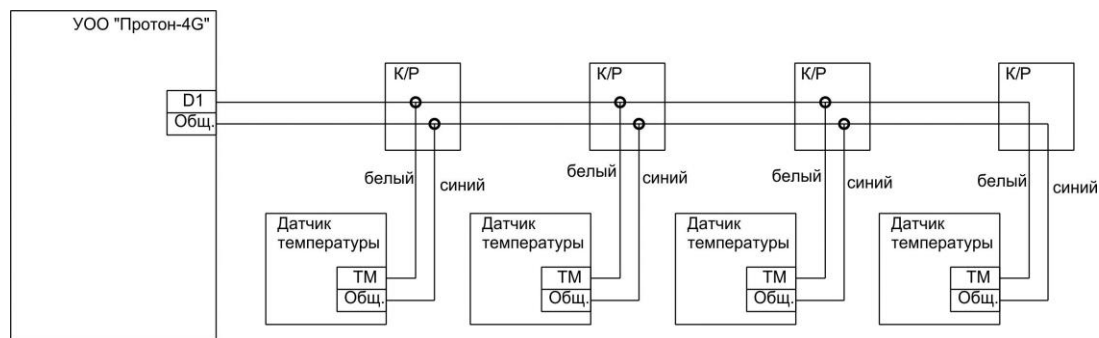 УОО "Протон-4G"
К/Р
К/Р
К/Р
К/Р
D1
Общ.
белый
синий
белый
синий
белый
синий
белый
синий
Датчик
температуры
Датчик
температуры
Датчик
температуры
Датчик
температуры
ТМ
Общ.
ТМ
Общ.
ТМ
Общ.
ТМ
Общ.